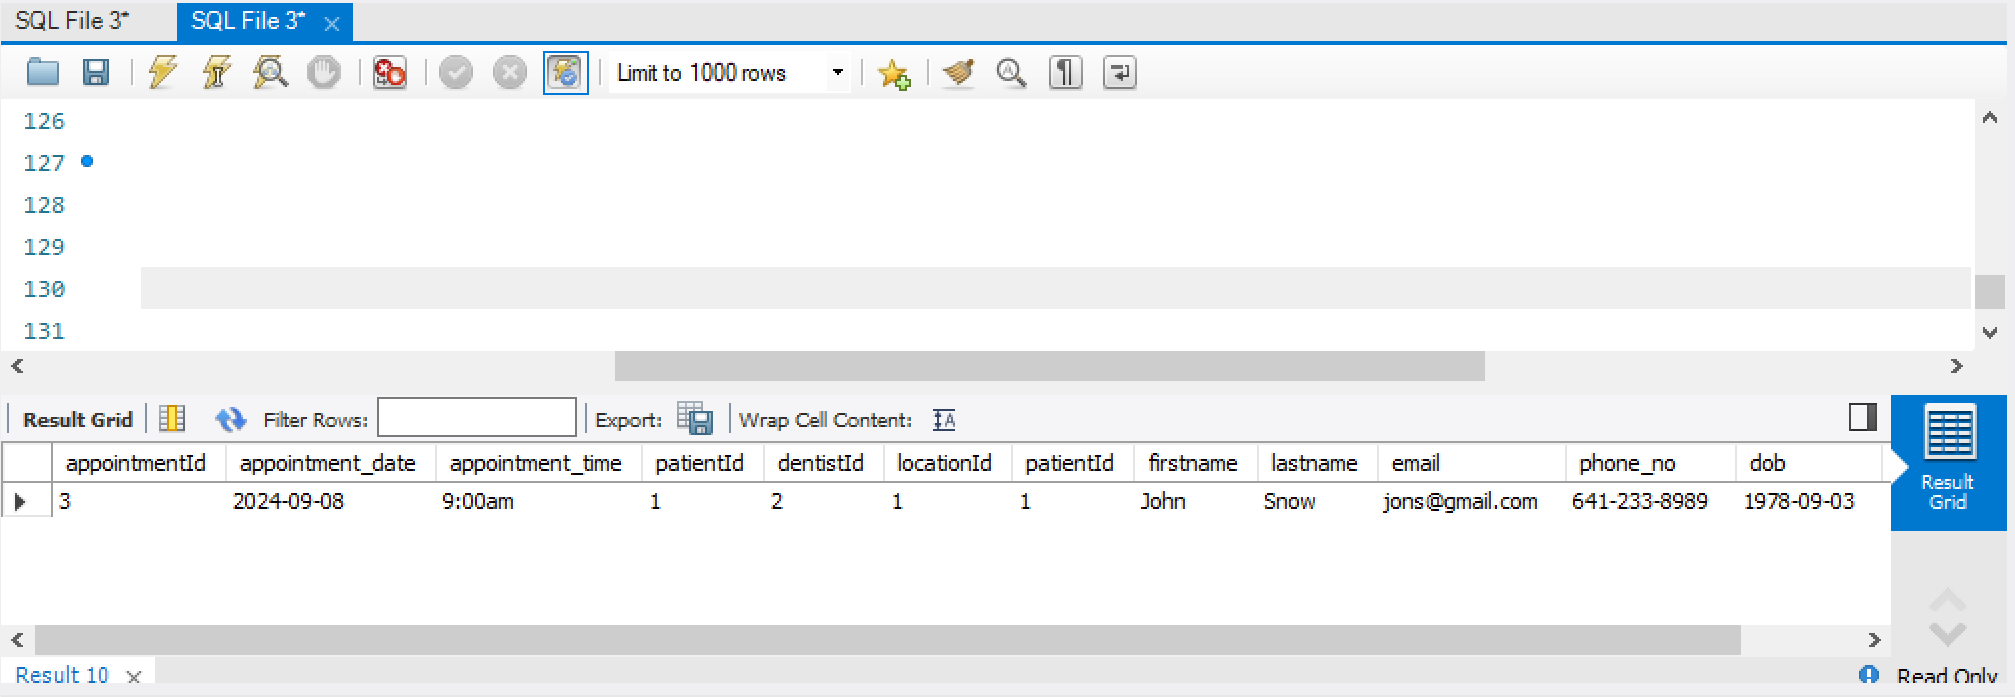 SQL File 3* SQL File 3*
Limit to 1000 rows
126
127
128
129
130
131
Result Grid Filter Rows: Export: Wrap Cell Content:
appointmentId appointment_date appointment_time patientId dentistId locationId patientId firstname lastname email phone_no dob
3 2024-09-08 9:00am 1 2 1 1 John Snow jons@gmail.com 641-233-8989 1978-09-03
Result
Grid
Result 10 Read Only